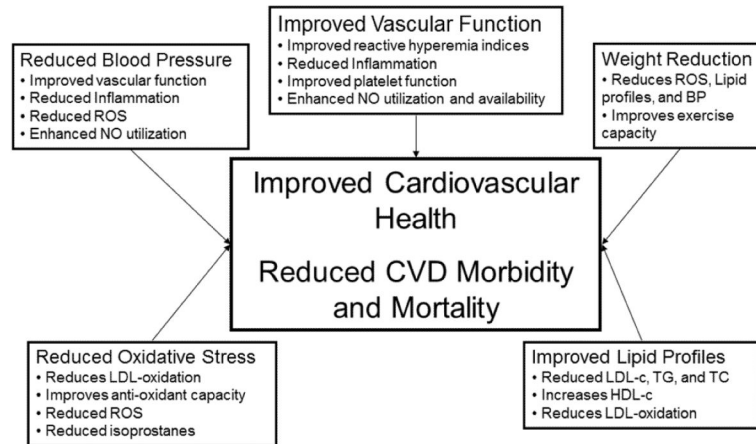 Improved Vascular Function
• Improved reactive hyperemia indices
• Reduced Inflammation
• Improved platelet function
• Enhanced NO utilization and availability
Reduced Blood Pressure
• Improved vascular function
• Reduced Inflammation
• Reduced ROS
• Enhanced NO utilization
Weight Reduction
• Reduces ROS, Lipid
profiles, and BP
• Improves exercise
capacity
Improved Cardiovascular
Health
Reduced CVD Morbidity
and Mortality
Reduced Oxidative Stress
• Reduces LDL-oxidation
• Improves anti-oxidant capacity
• Reduced ROS
• Reduced isoprostanes
Improved Lipid Profiles
• Reduced LDL-c, TG, and TC
• Increases HDL-c
• Reduces LDL-oxidation